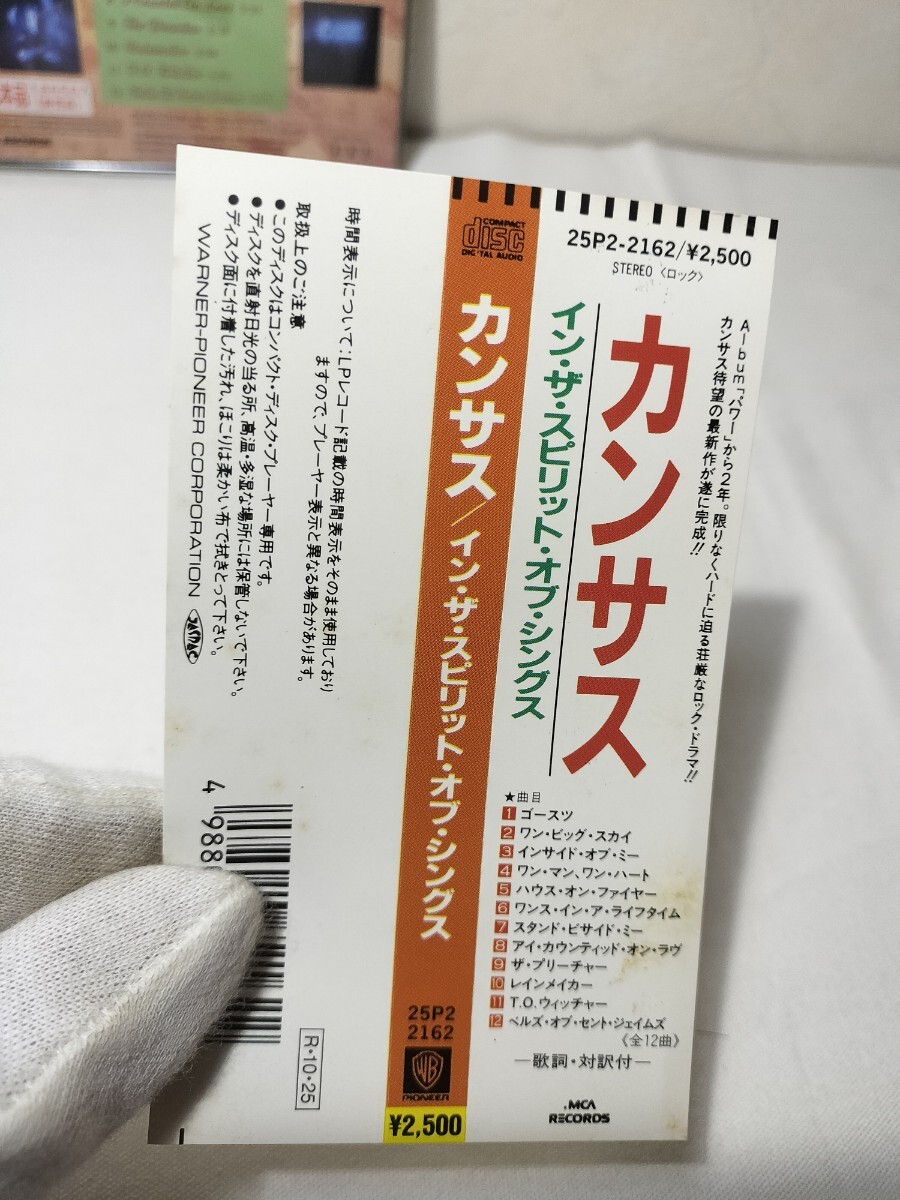 25P2-2162/¥2,500
STEREO〈ロック〉
Album「パワー」から2年。限りなくハードに迫る荘厳なロック・ドラマ!!
カンサス待望の最新作が遂に完成!!
カンサス
イン・ザ・スピリット・オブ・シングス
★曲目
1 ゴースツ
2 ワン・ビッグ・スカイ
3 インサイド・オブ・ミー
4 ワン・マン、ワン・ハート
5 ハウス・オン・ファイヤー
6 ワンス・イン・ア・ライフタイム
7 スタンド・ビサイド・ミー
8 アイ・カウンティッド・オン・ラヴ
9 ザ・プリーチャー
10 レインメイカー
11 T.O.ウィッチャー
12 ベルズ・オブ・セント・ジェイムズ
《全12曲》
—歌詞・対訳付—
MCA
RECORDS
COMPACT
disc
DIGITAL AUDIO
カンサス/イン・ザ・スピリット・オブ・シングス
25P2
2162
WB
PIONEER
¥2,500
時間表示について:LPレコード記載の時間表示をそのまま使用しており
ますので、プレーヤー表示と異なる場合があります。
取扱上のご注意
●このディスクはコンパクト・ディスク・プレーヤー専用です。
●ディスクを直射日光の当る所、高温・多湿な場所には保管しないで下さい。
●ディスク面に付着した汚れ、ほこりは柔かい布で拭きとって下さい。
WARNER-PIONEER CORPORATION
JASRAC
4 988
R・10・25